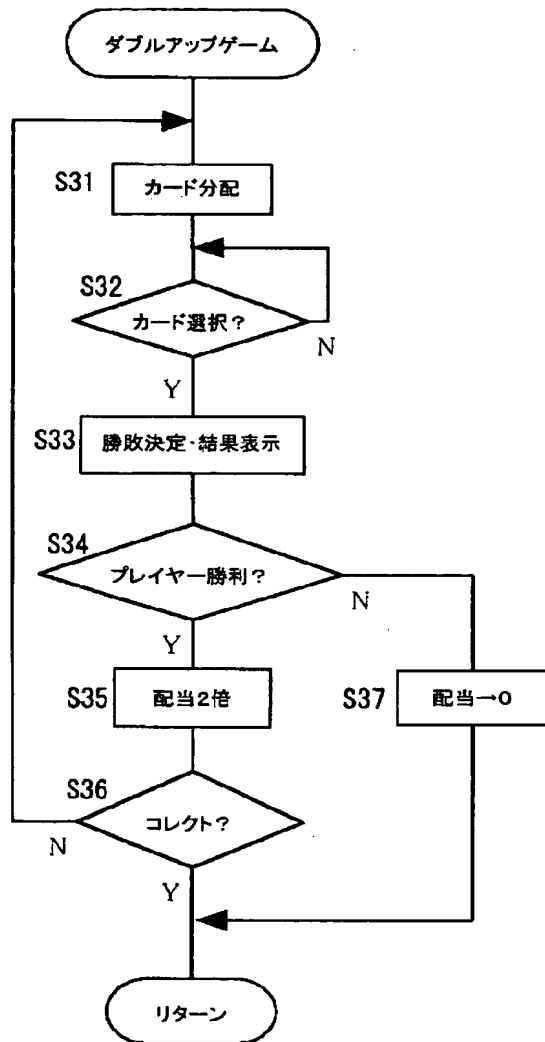 ダブルアップゲーム
S31
カード分配
S32
カード選択?
N
Y
S33
勝敗決定・結果表示
S34
プレイヤー勝利?
N
Y
S35
配当2倍
S37
配当→0
S36
コレクト?
N
Y
リターン